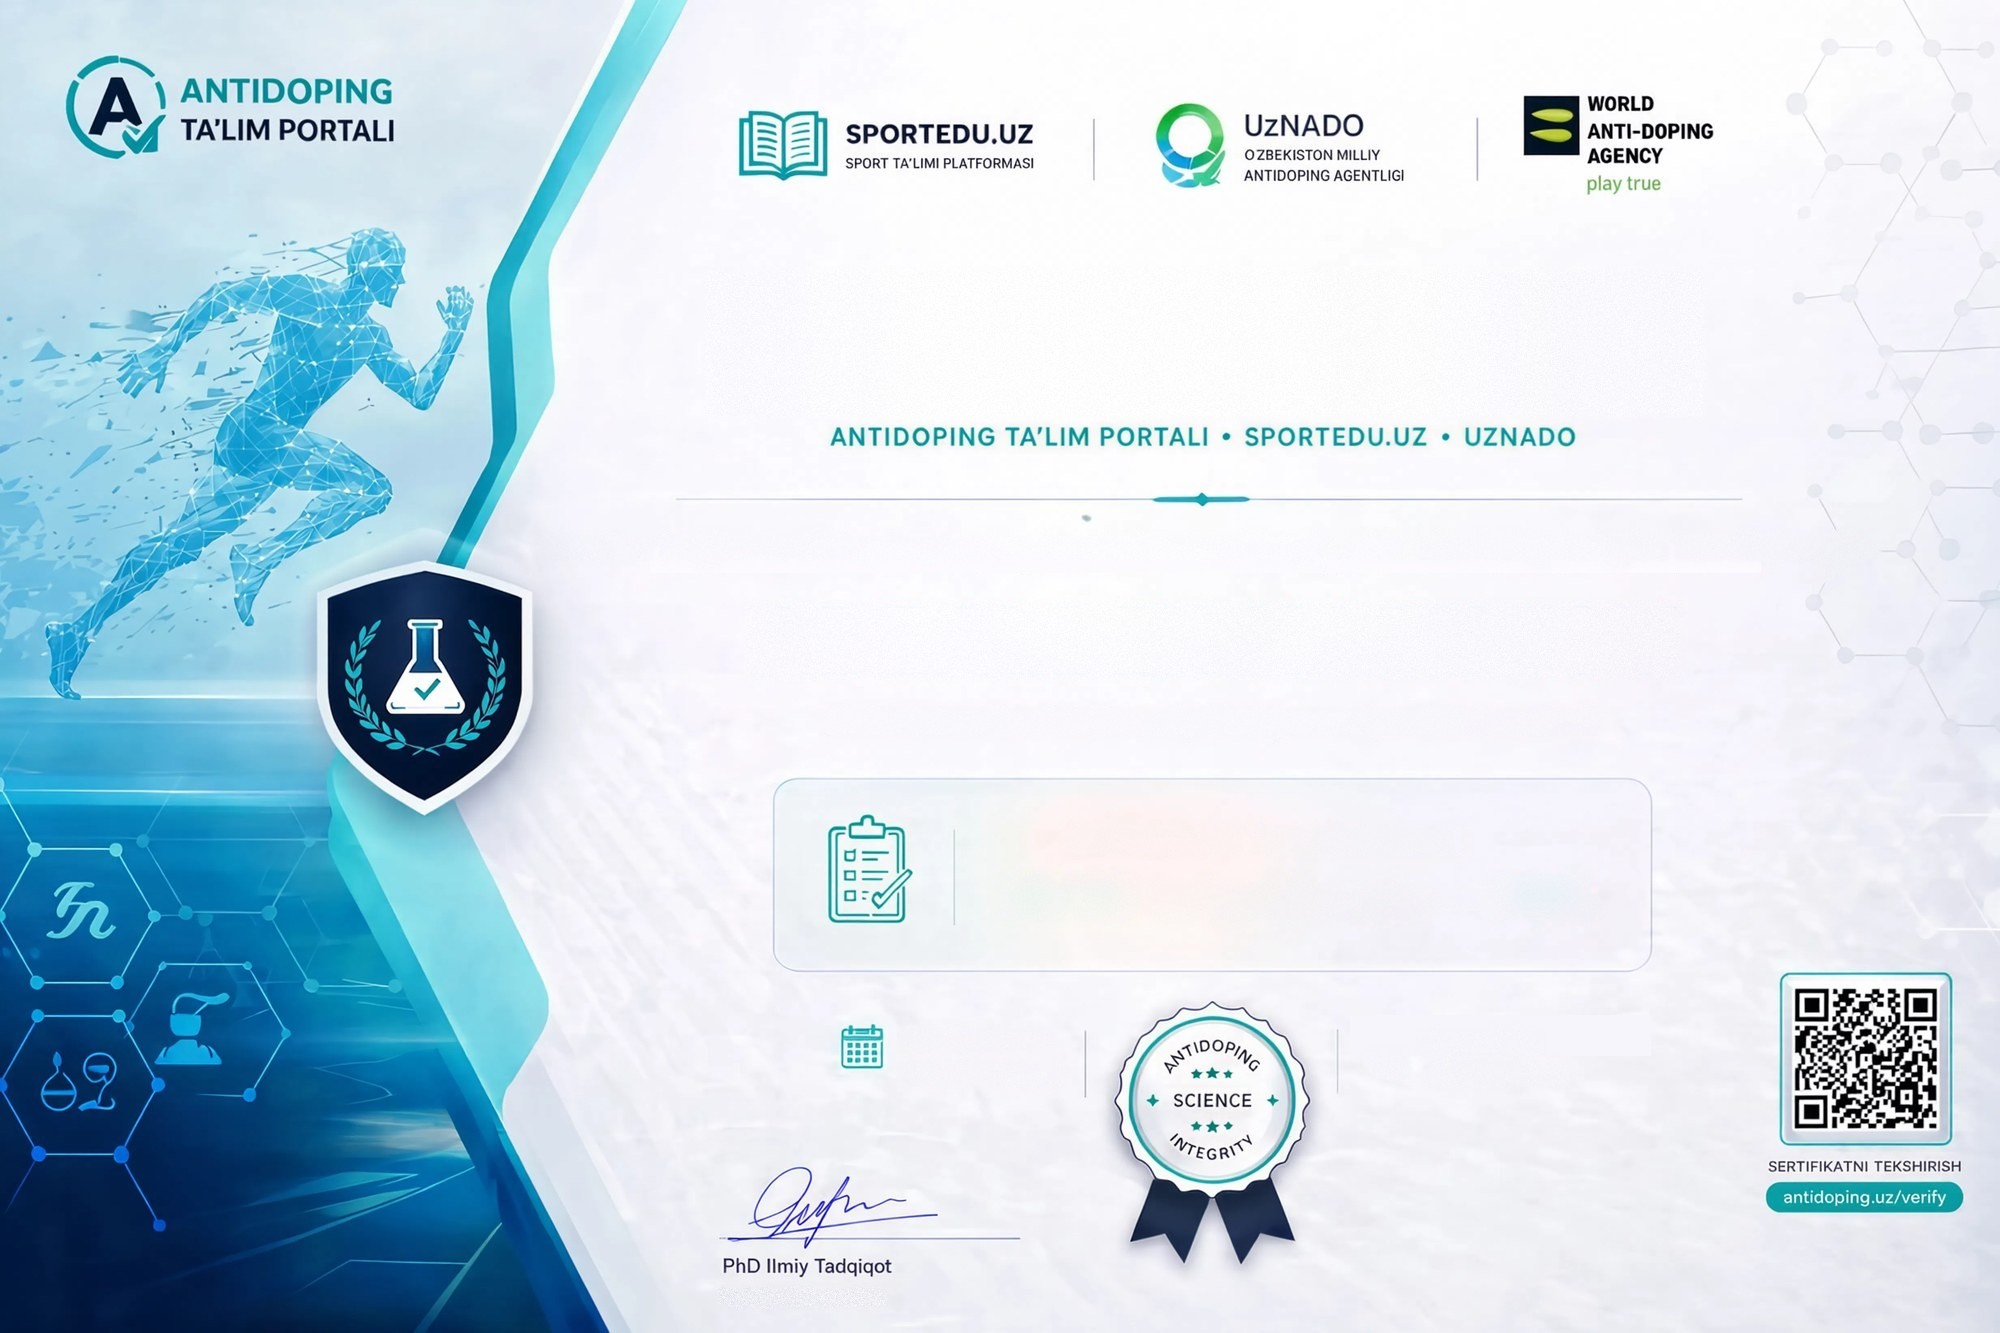 ANTIDOPING
TA'LIM PORTALI
SPORTEDU.UZ
SPORT TA'LIMI PLATFORMASI
UzNADO
O'ZBEKISTON MILLIY
ANTIDOPING AGENTLIGI
WORLD
ANTI-DOPING
AGENCY
play true
ANTIDOPING TA'LIM PORTALI • SPORTEDU.UZ • UZNADO
ANTIDOPING
SCIENCE
INTEGRITY
PhD Ilmiy Tadqiqot
SERTIFIKATNI TEKSHIRISH
antidoping.uz/verify